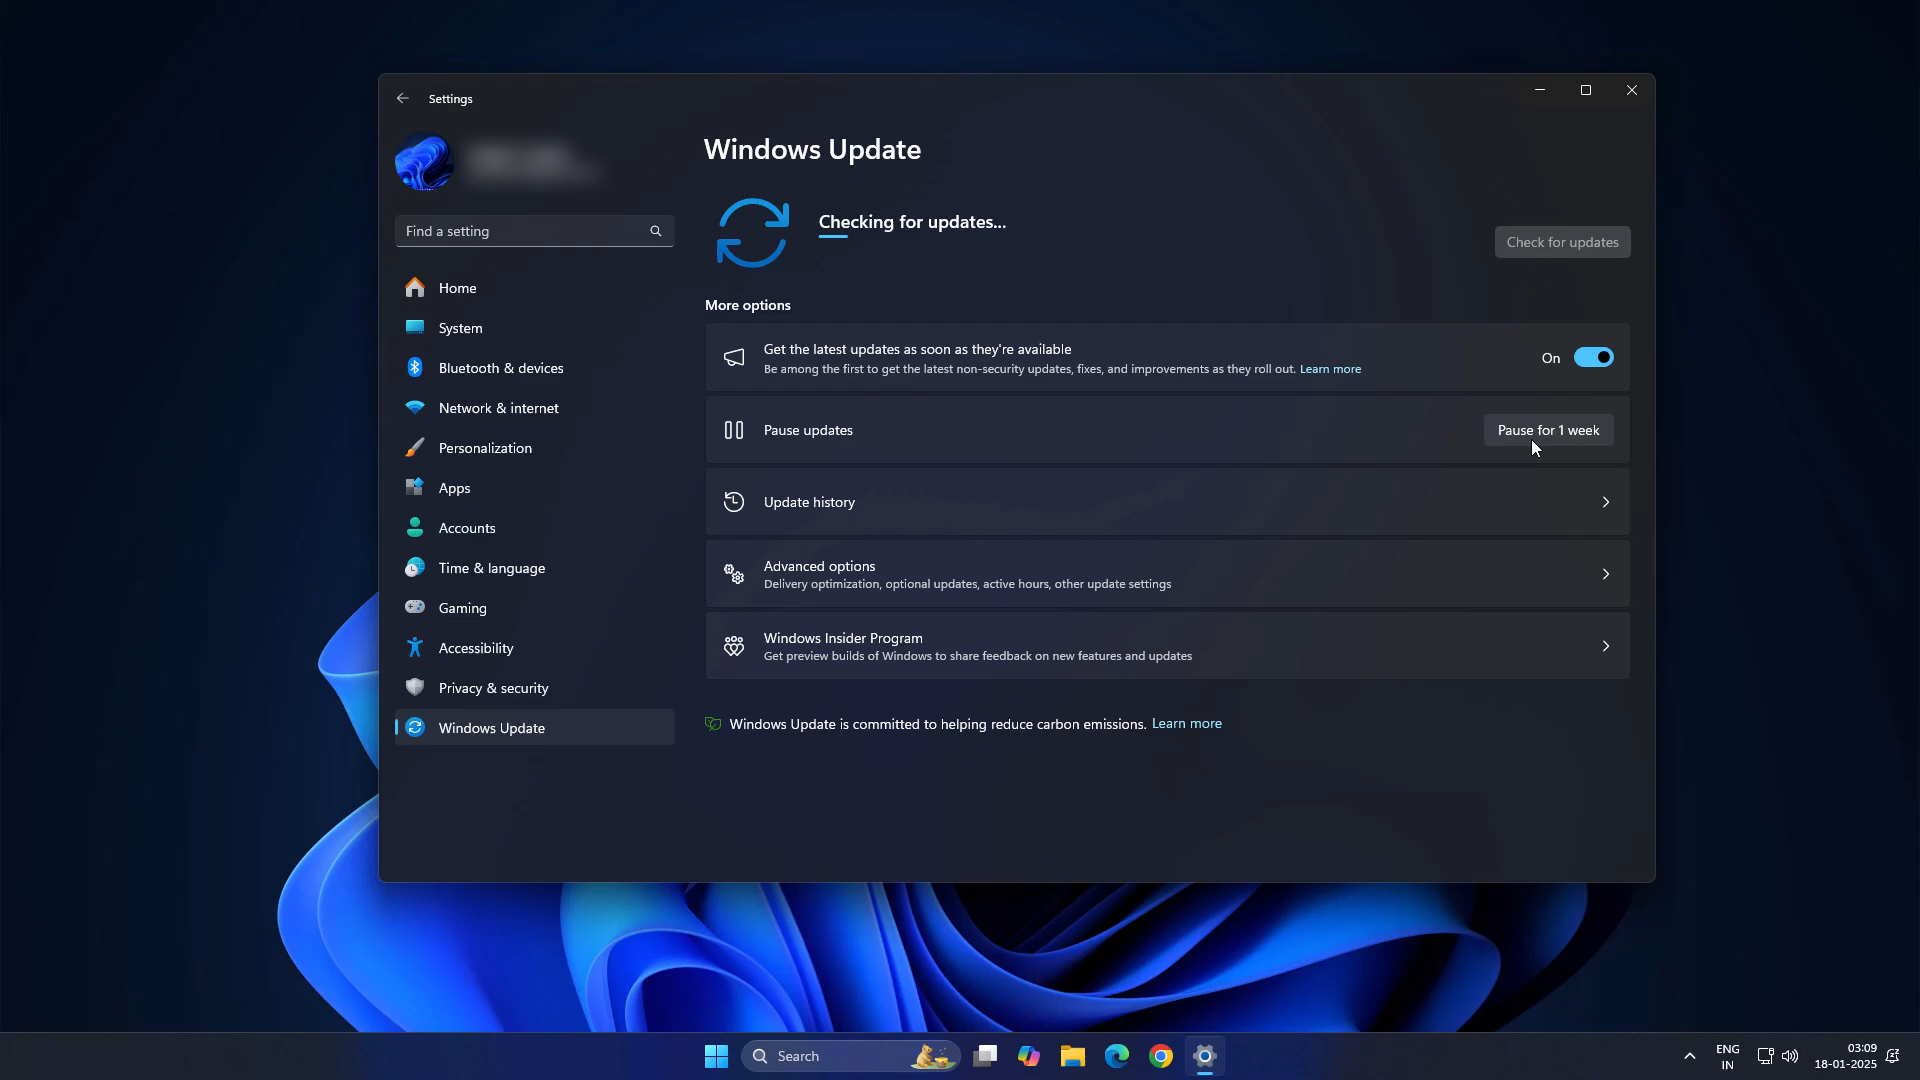 Settings
Find a setting
Home
System
Bluetooth & devices
Network & internet
Personalization
Apps
Accounts
Time & language
Gaming
Accessibility
Privacy & security
Windows Update
Windows Update
Checking for updates...
Check for updates
More options
Get the latest updates as soon as they're available
Be among the first to get the latest non-security updates, fixes, and improvements as they roll out. Learn more
On
Pause updates
Pause for 1 week
Update history
Advanced options
Delivery optimization, optional updates, active hours, other update settings
Windows Insider Program
Get preview builds of Windows to share feedback on new features and updates
Windows Update is committed to helping reduce carbon emissions. Learn more
Search
ENG
IN
03:09
18-01-2025